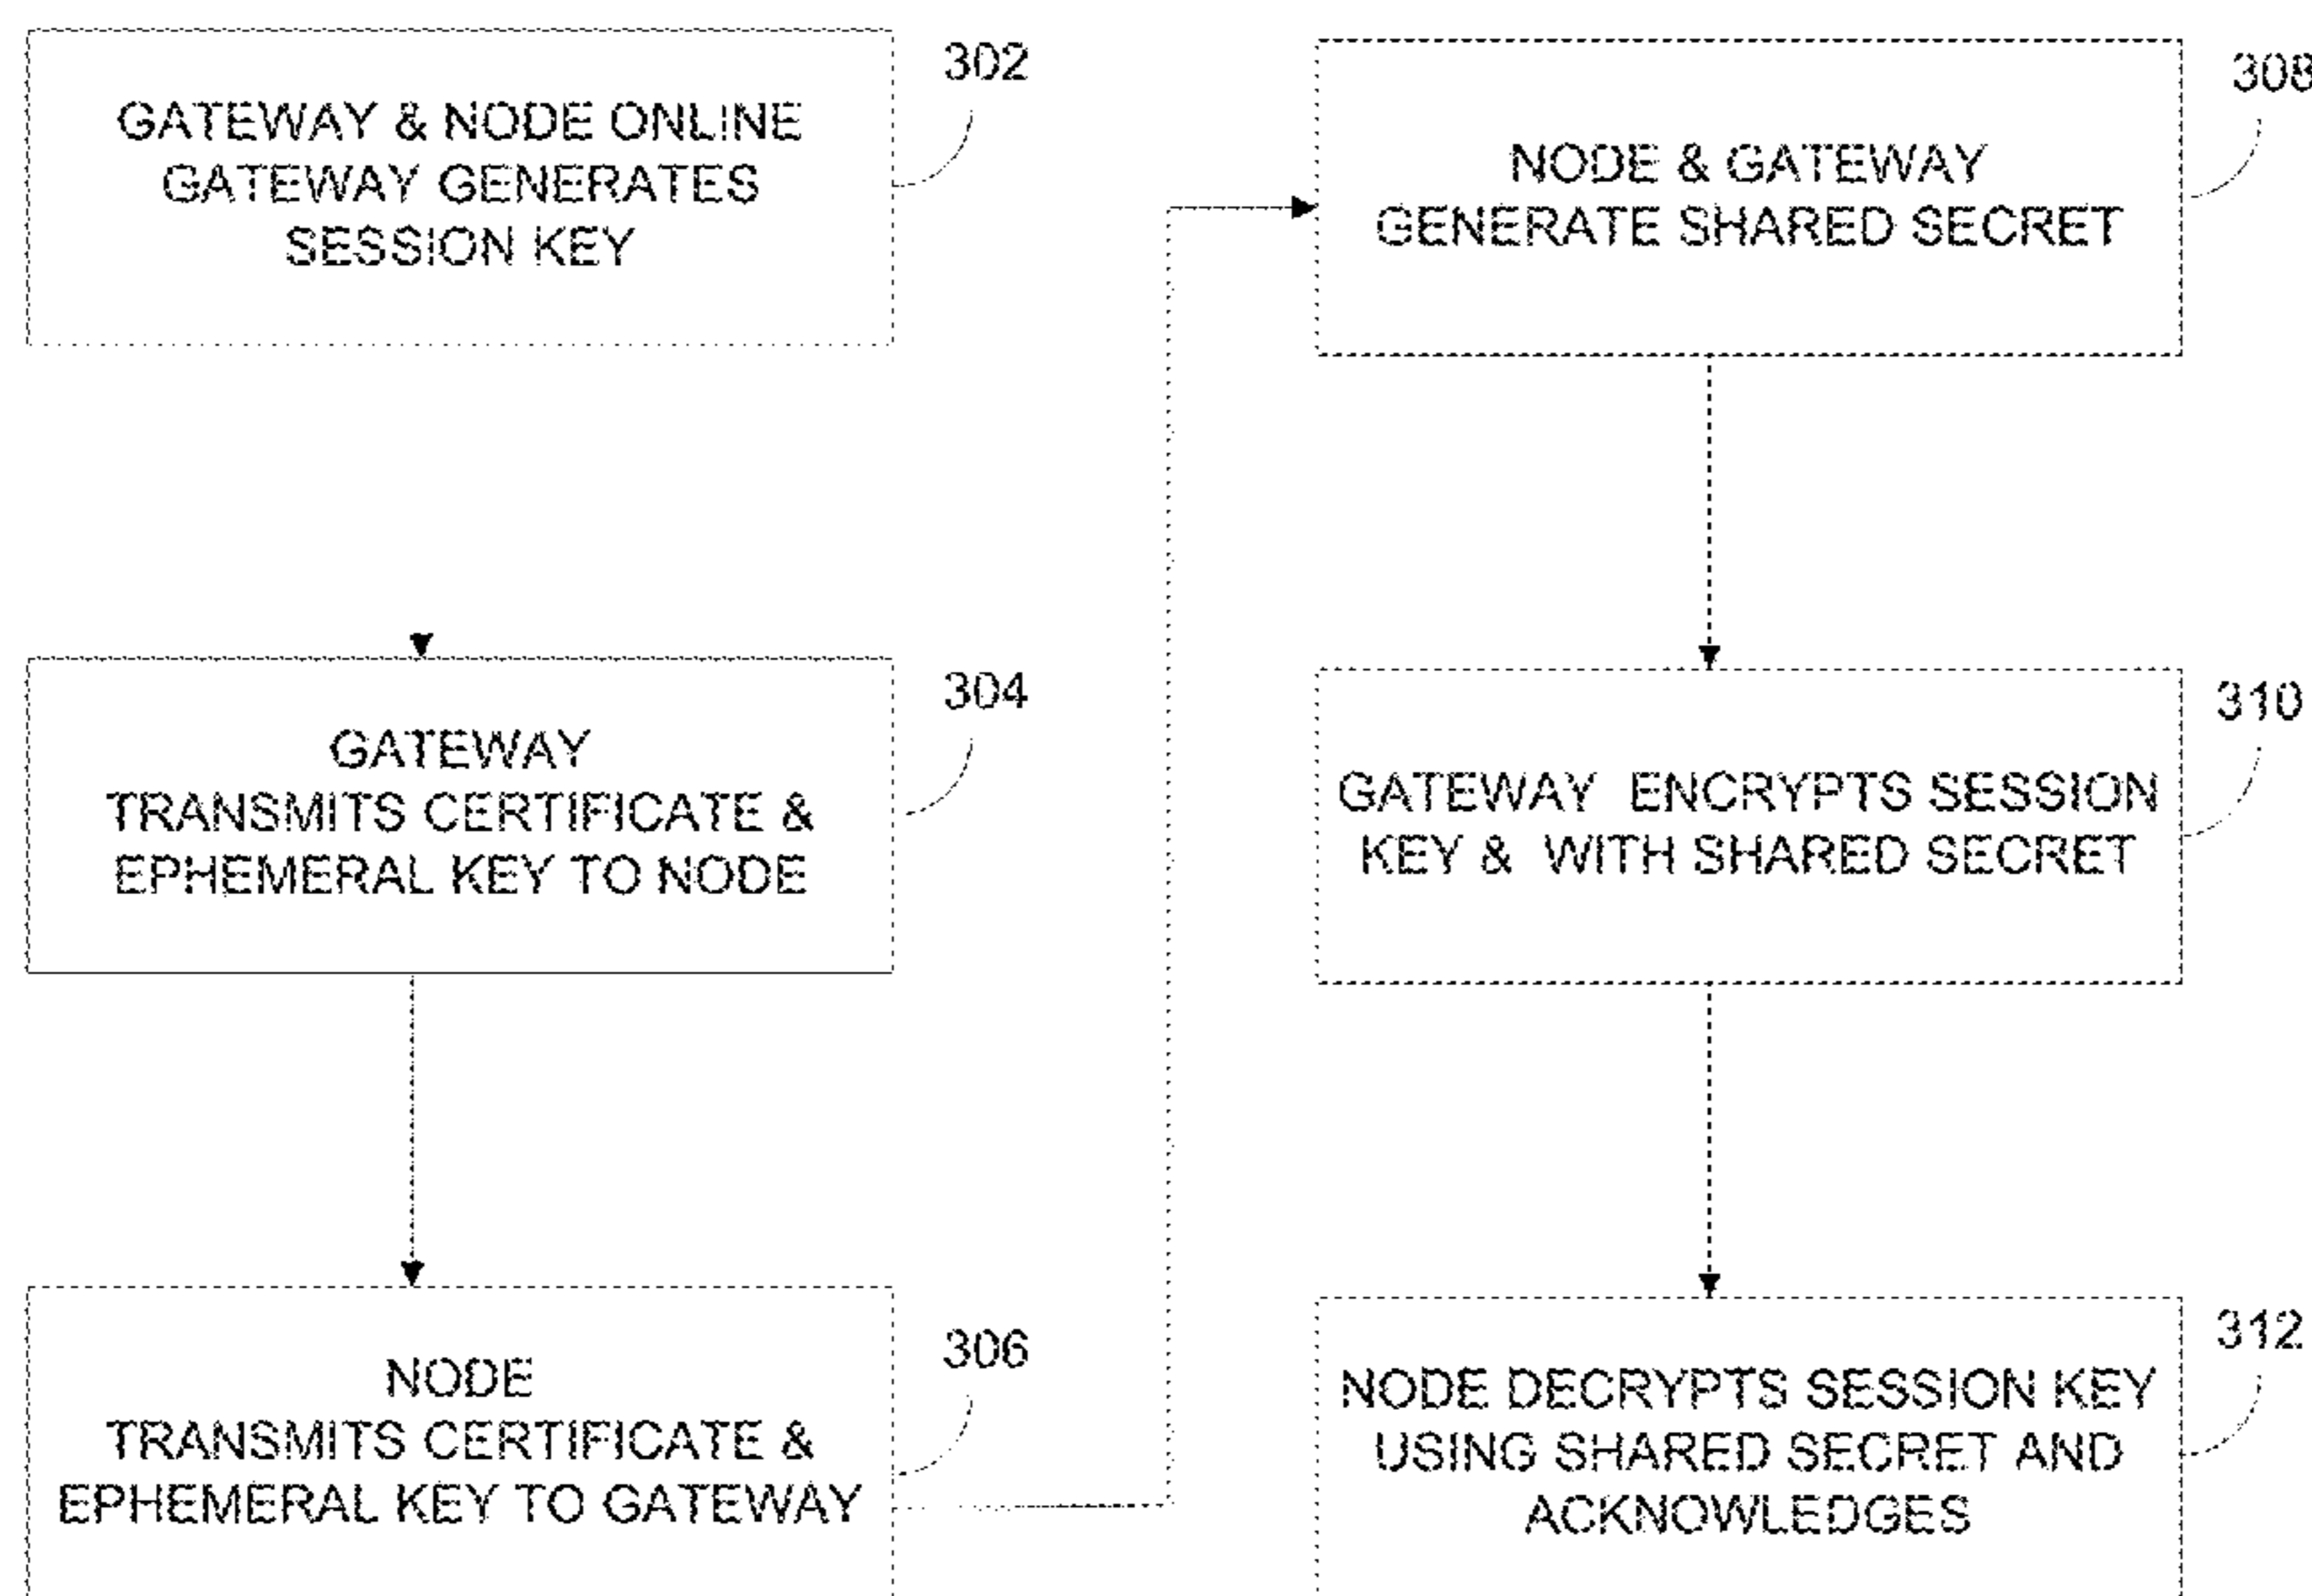 302
GATEWAY & NODE ONLINE
GATEWAY GENERATES
SESSION KEY
304
GATEWAY
TRANSMITS CERTIFICATE &
EPHEMERAL KEY TO NODE
306
NODE
TRANSMITS CERTIFICATE &
EPHEMERAL KEY TO GATEWAY
308
NODE & GATEWAY
GENERATE SHARED SECRET
310
GATEWAY ENCRYPTS SESSION
KEY & WITH SHARED SECRET
312
NODE DECRYPTS SESSION KEY
USING SHARED SECRET AND
ACKNOWLEDGES